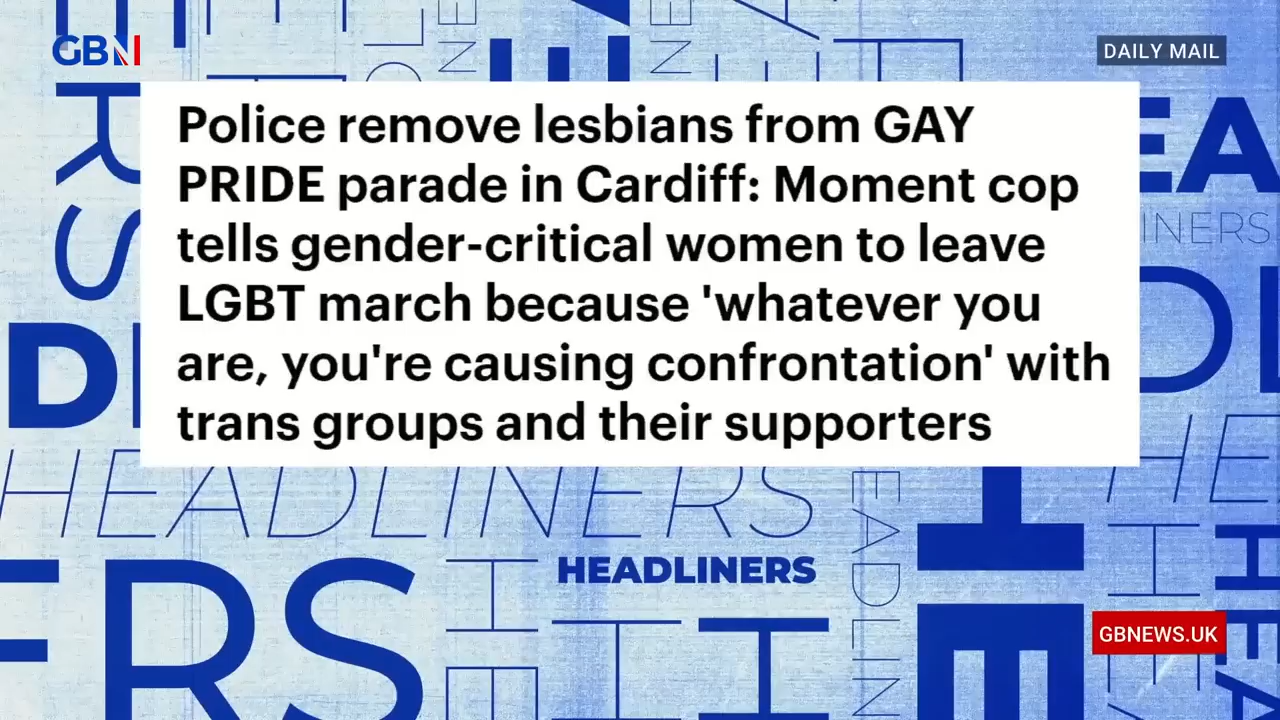 GBN
DAILY MAIL
Police remove lesbians from GAY
PRIDE parade in Cardiff: Moment cop
tells gender-critical women to leave
LGBT march because 'whatever you
are, you're causing confrontation' with
trans groups and their supporters
HEADLINERS
HEADLINERS
GBNEWS.UK